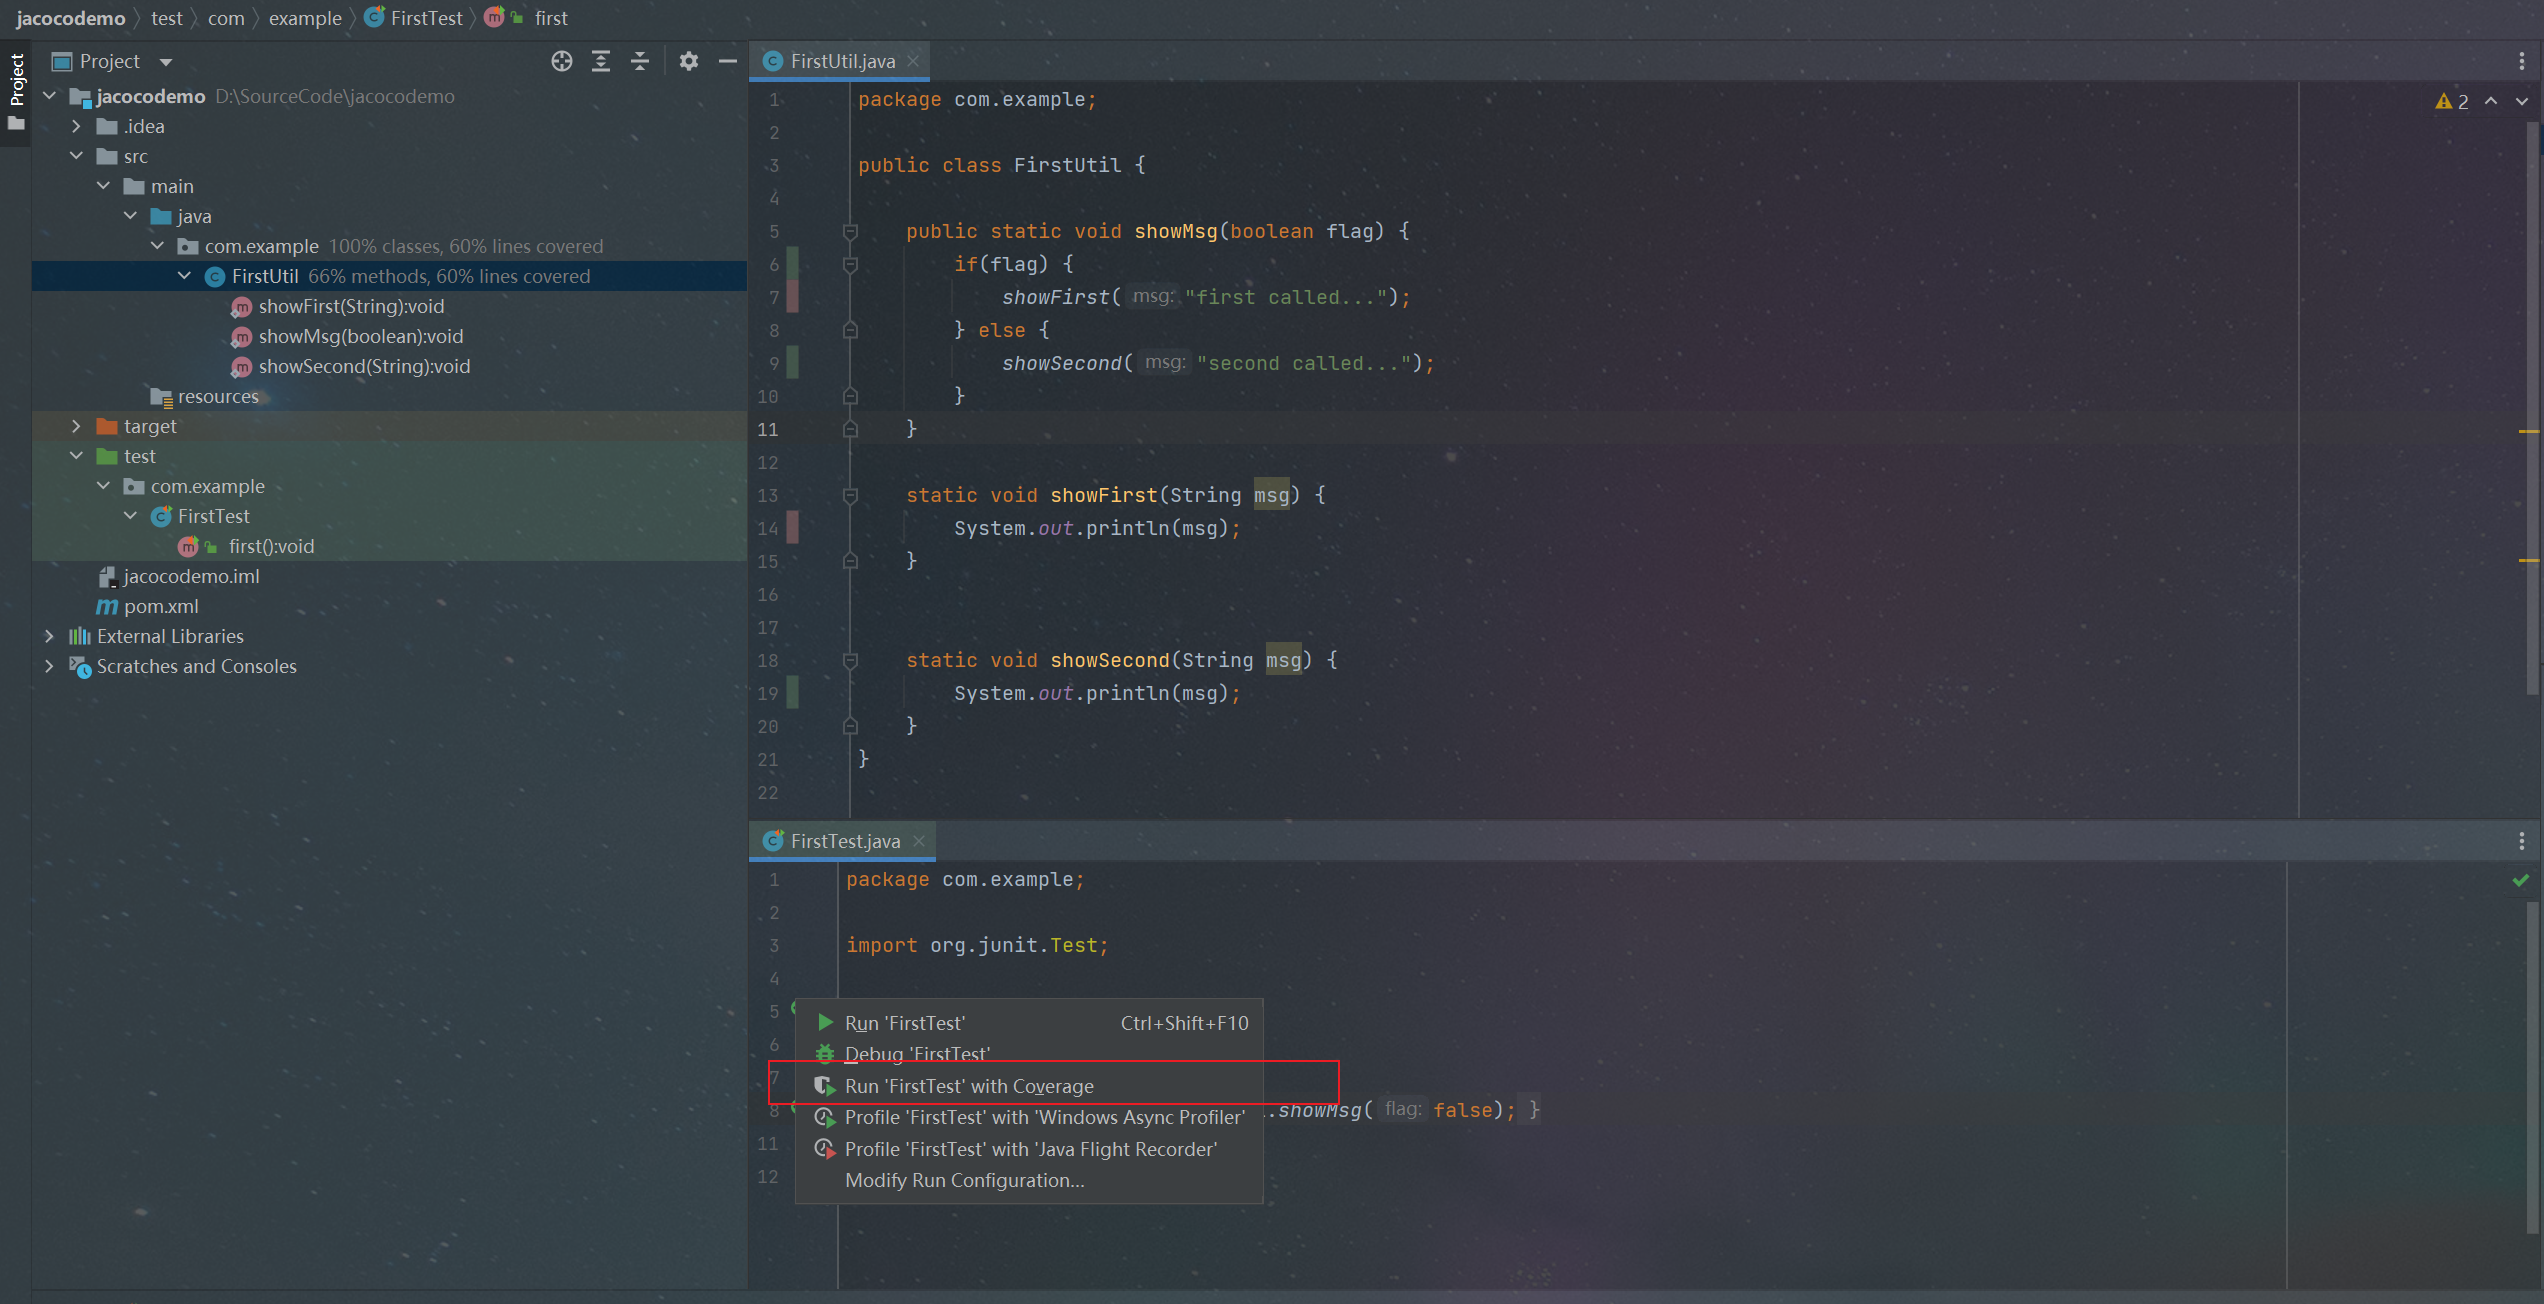 jacocodemo test com example FirstTest first
Project
Project
jacocodemo D:\SourceCode\jacocodemo
.idea
src
main
java
com.example 100% classes, 60% lines covered
FirstUtil 66% methods, 60% lines covered
showFirst(String):void
showMsg(boolean):void
showSecond(String):void
resources
target
test
com.example
FirstTest
first():void
jacocodemo.iml
pom.xml
External Libraries
Scratches and Consoles
FirstUtil.java
2
1 package com.example;
2
3 public class FirstUtil {
4
5 public static void showMsg(boolean flag) {
6 if(flag) {
7 showFirst( msg: "first called...");
8 } else {
9 showSecond( msg: "second called...");
10 }
11 }
12
13 static void showFirst(String msg) {
14 System.out.println(msg);
15 }
16
17
18 static void showSecond(String msg) {
19 System.out.println(msg);
20 }
21 }
22
FirstTest.java
1 package com.example;
2
3 import org.junit.Test;
4
5
6
7
8 .showMsg( flag: false); }
11
12
Run 'FirstTest' Ctrl+Shift+F10
Debug 'FirstTest'
Run 'FirstTest' with Coverage
Profile 'FirstTest' with 'Windows Async Profiler'
Profile 'FirstTest' with 'Java Flight Recorder'
Modify Run Configuration...